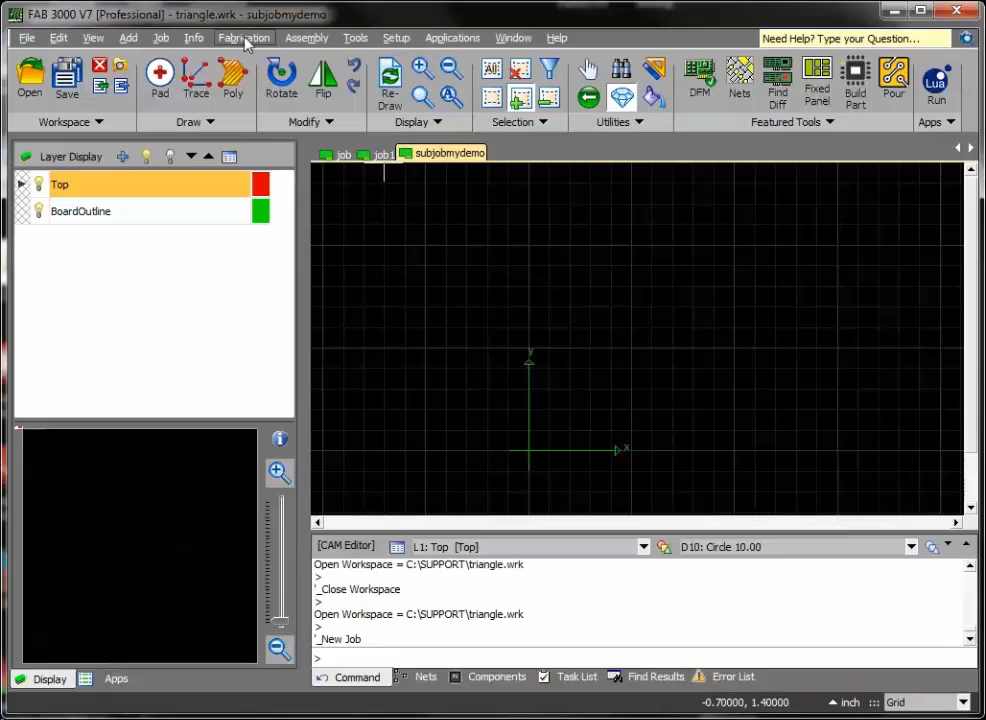 FAB 3000 V7 [Professional] - triangle.wrk - subjobmydemo
File Edit View Add Job Info Fabrication Assembly Tools Setup Applications Window Help
Need Help? Type your Question...
Open Save Pad Trace Poly Rotate Flip Re-
Draw All DFM Nets Find
Diff Fixed
Panel Build
Part Pour Lua
Run
Workspace Draw Modify Display Selection Utilities Featured Tools Apps
Layer Display
job job1 subjobmydemo
Top
BoardOutline
y
x
[CAM Editor] L1: Top [Top] D10: Circle 10.00
Open Workspace = C:\SUPPORT\triangle.wrk
>
'_Close Workspace
>
Open Workspace = C:\SUPPORT\triangle.wrk
>
'_New Job
>
Display Apps
Command Nets Components Task List Find Results Error List
-0.70000, 1.40000 inch Grid